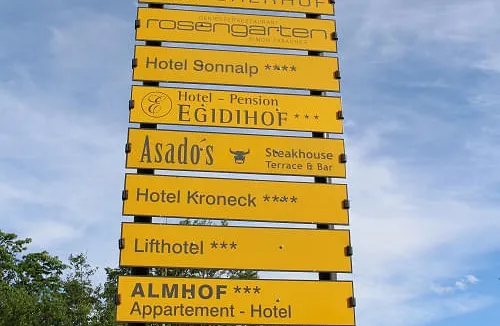 rosengarten
Hotel Sonnalp ****
E Hotel - Pension
EGIDIHOF ***
Asado's Steakhouse
Terrace & Bar
Hotel Kroneck ****
Lifthotel ***
ALMHOF ***
Appartement - Hotel